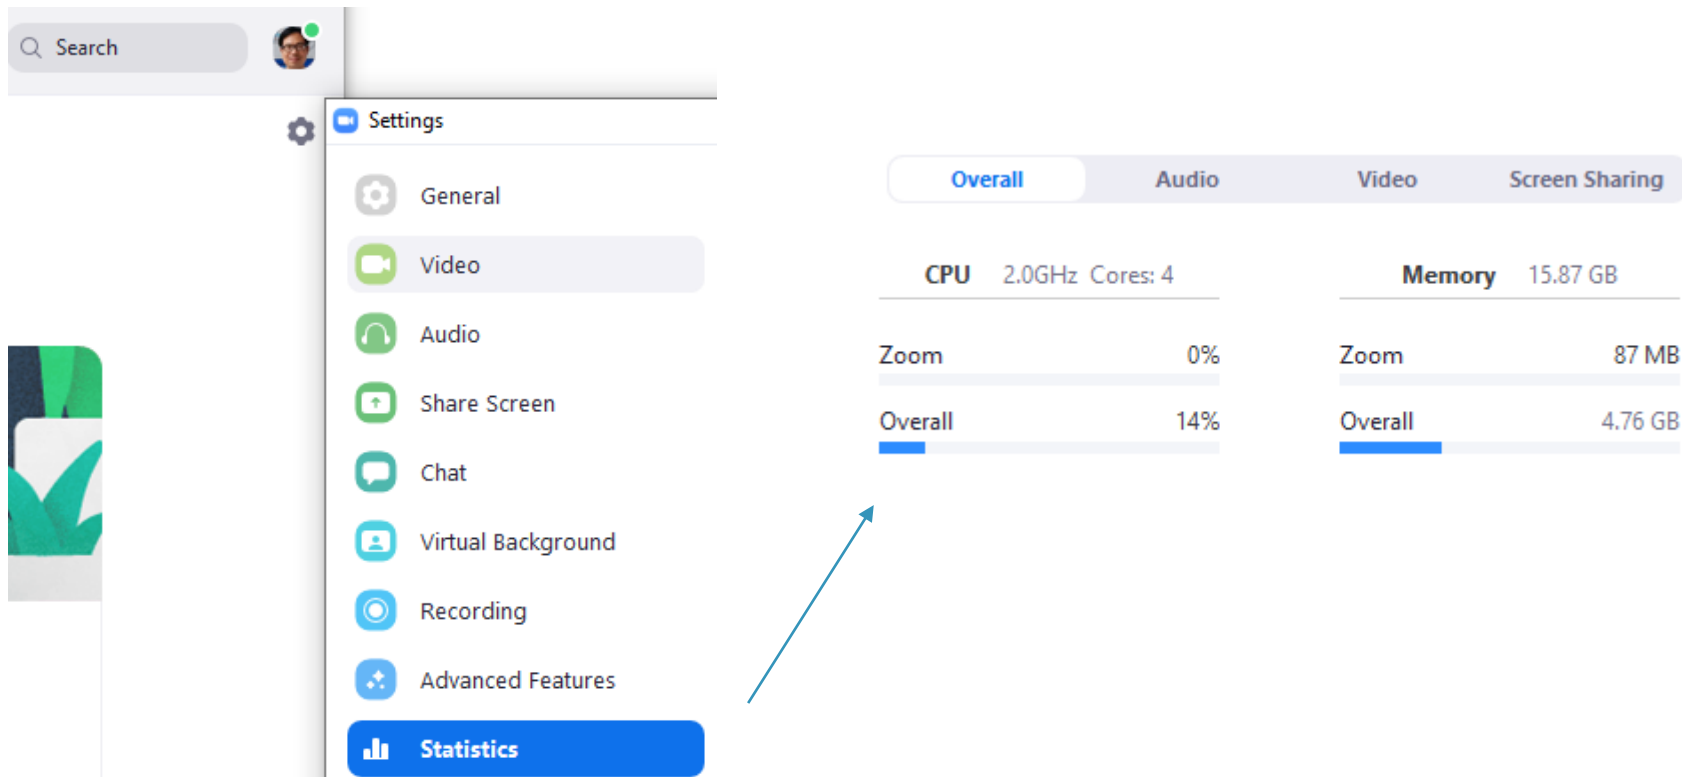 Search
Settings
General
Video
Audio
Share Screen
Chat
Virtual Background
Recording
Advanced Features
Statistics
Overall Audio Video Screen Sharing
CPU 2.0GHz Cores: 4
Zoom 0%
Overall 14%
Memory 15.87 GB
Zoom 87 MB
Overall 4.76 GB